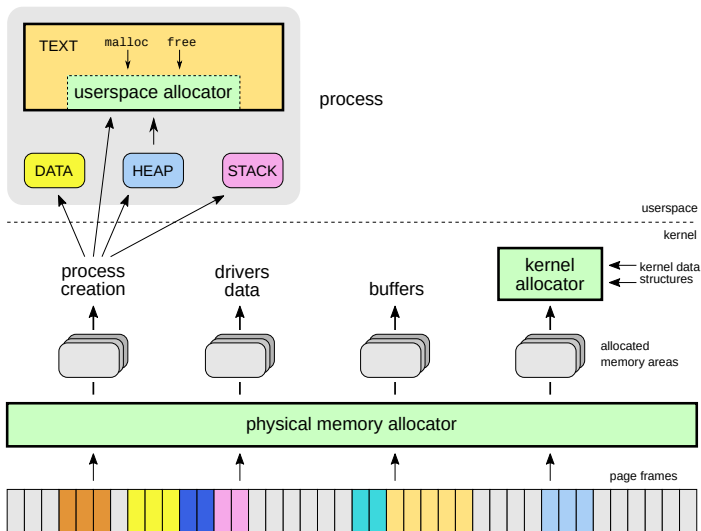 TEXT
malloc
free
userspace allocator
process
DATA
HEAP
STACK
userspace
kernel
process
creation
drivers
data
buffers
kernel
allocator
kernel data
structures
allocated
memory areas
physical memory allocator
page frames